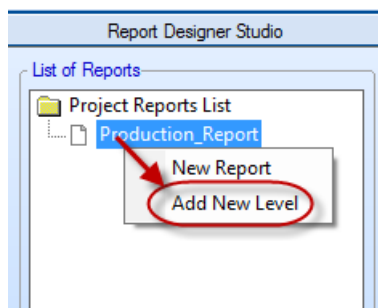 Report Designer Studio
List of Reports
Project Reports List
Production_Report
New Report
Add New Level